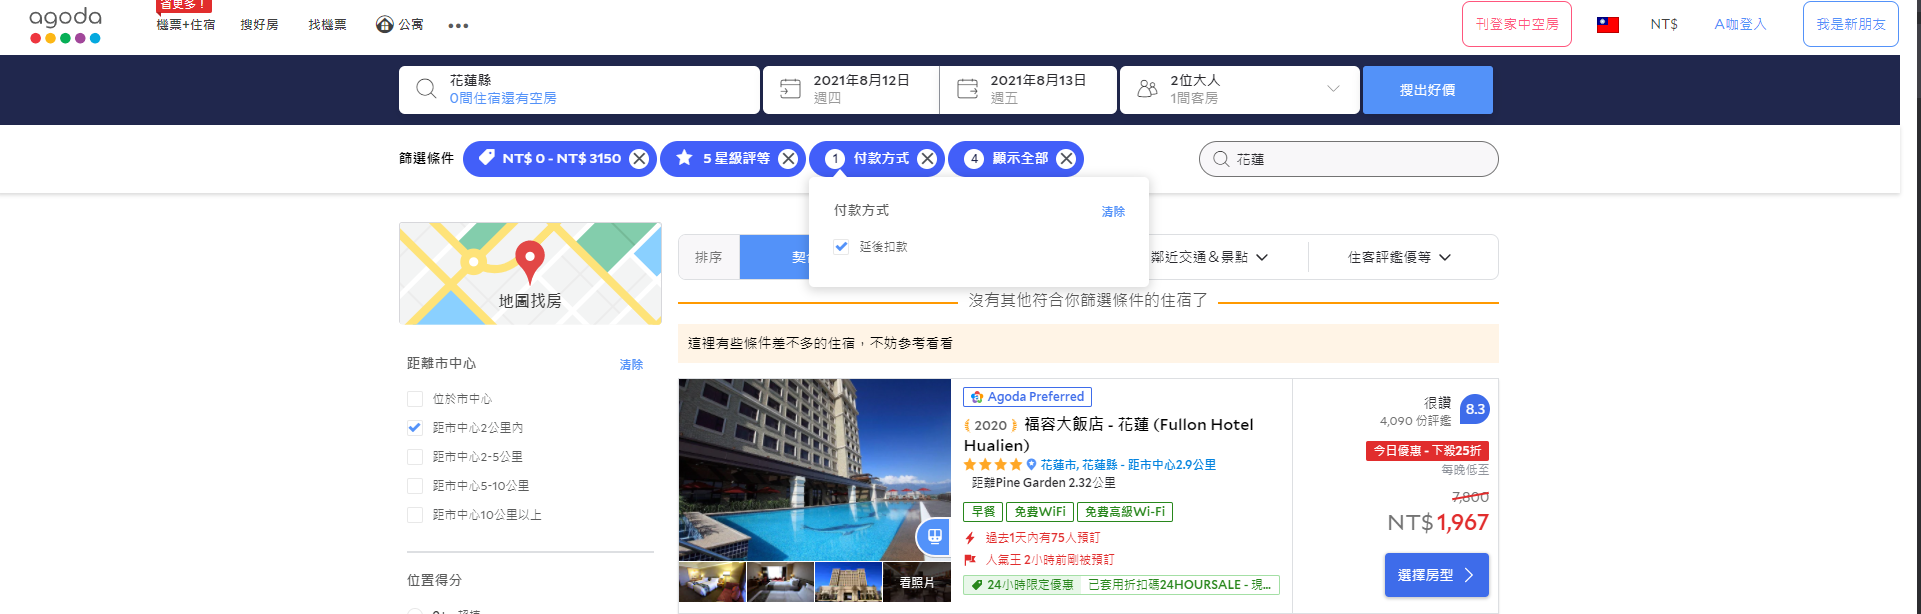 agoda
省更多！
機票+住宿
搜好房
找機票
公寓
刊登家中空房
NT$
A咖登入
我是新朋友
花蓮縣
0間住宿還有空房
2021年8月12日
週四
2021年8月13日
週五
2位大人
1間客房
搜出好價
篩選條件
NT$ 0 - NT$ 3150
5 星級評等
1 付款方式
4 顯示全部
花蓮
付款方式
清除
延後扣款
地圖找房
排序
鄰近交通&景點
住客評鑑優等
沒有其他符合你篩選條件的住宿了
這裡有些條件差不多的住宿，不妨參考看看
距離市中心
清除
位於市中心
距市中心2公里內
距市中心2-5公里
距市中心5-10公里
距市中心10公里以上
位置得分
Agoda Preferred
2020 福容大飯店 - 花蓮 (Fullon Hotel
Hualien)
花蓮市, 花蓮縣 - 距市中心2.9公里
距離Pine Garden 2.32公里
早餐
免費WiFi
免費高級Wi-Fi
過去1天內有75人預訂
人氣王 2小時前剛被預訂
24小時限定優惠
已套用折扣碼24HOURSALE - 現...
看照片
很讚
4,090 份評鑑
8.3
今日優惠 - 下殺25折
每晚低至
7,800
NT$ 1,967
選擇房型